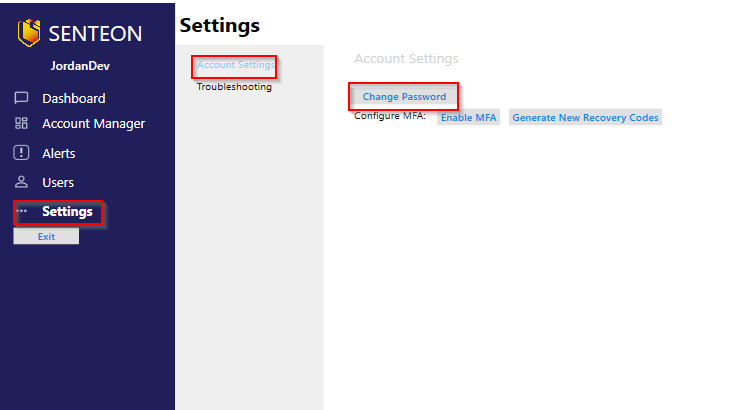 SENTEON
JordanDev
Dashboard
Account Manager
Alerts
Users
Settings
Exit
Settings
Account Settings
Troubleshooting
Account Settings
Change Password
Configure MFA: Enable MFA Generate New Recovery Codes